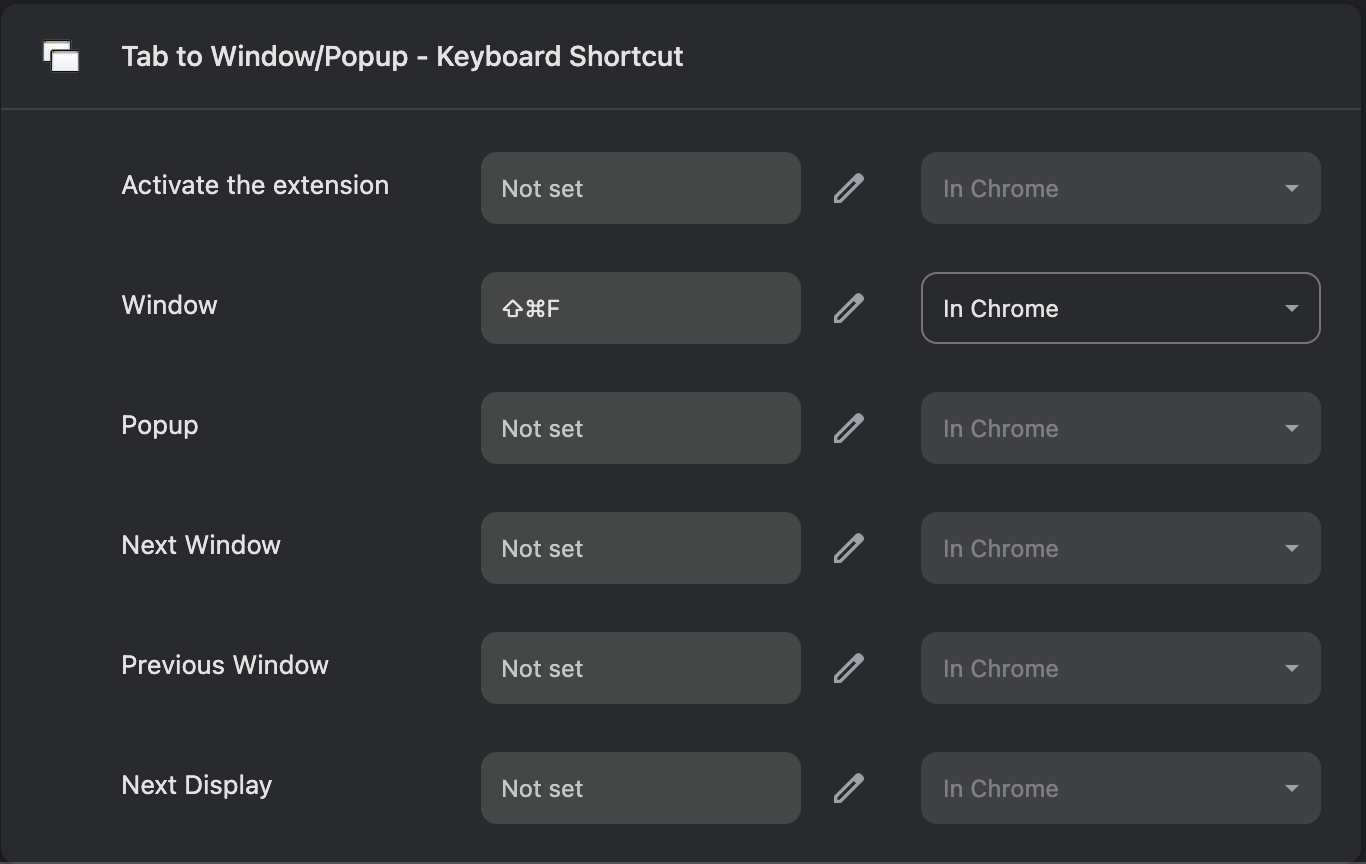 Tab to Window/Popup - Keyboard Shortcut
Activate the extension Not set In Chrome
Window ⇧⌘F In Chrome
Popup Not set In Chrome
Next Window Not set In Chrome
Previous Window Not set In Chrome
Next Display Not set In Chrome